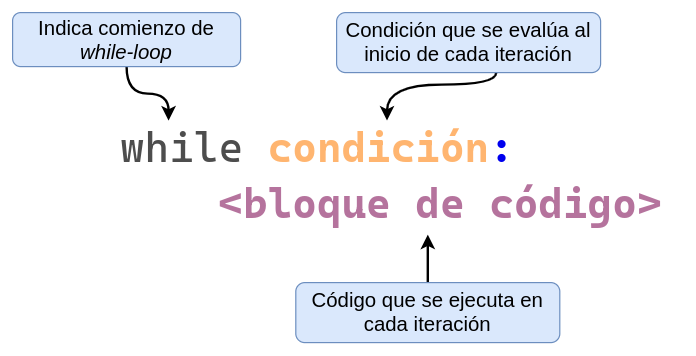 Indica comienzo de
while-loop
Condición que se evalúa al
inicio de cada iteración
while condición:
<bloque de código>
Código que se ejecuta en
cada iteración